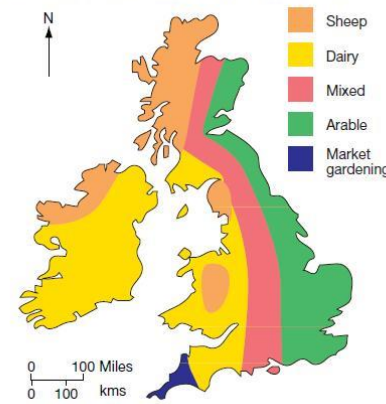 N
Sheep
Dairy
Mixed
Arable
Market
gardening
0 100 Miles
0 100 kms